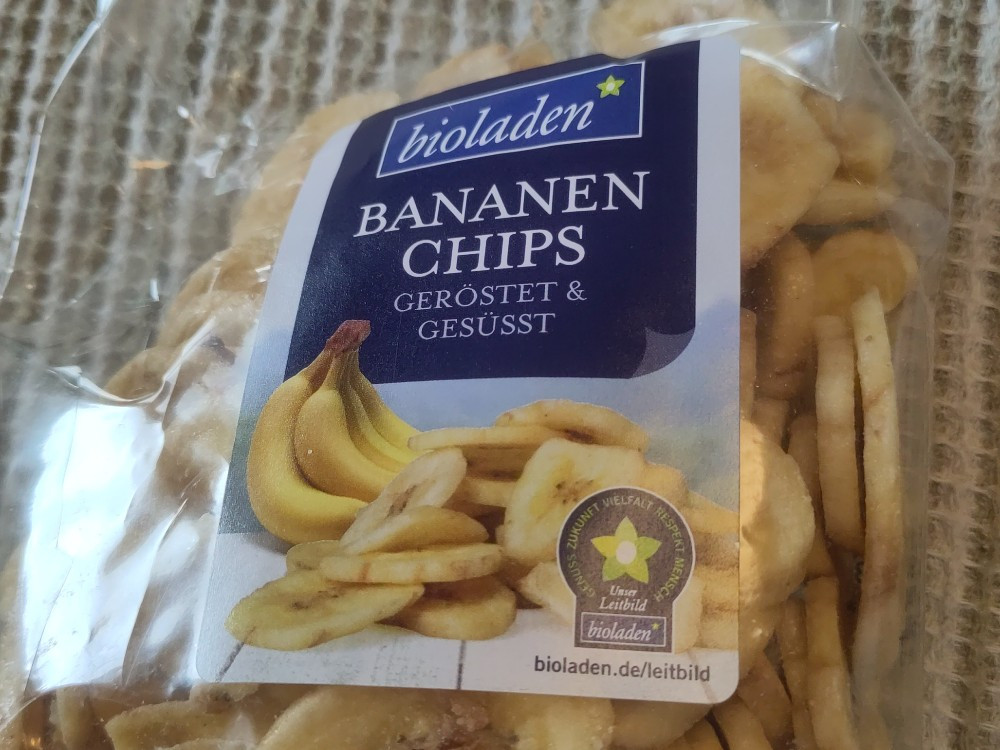 bioladen
BANANEN
CHIPS
GERÖSTET &
GESÜSST
GENUSS ZUKUNFT VIELFALT RESPEKT MENSCH
Unser
Leitbild
bioladen*
bioladen.de/leitbild